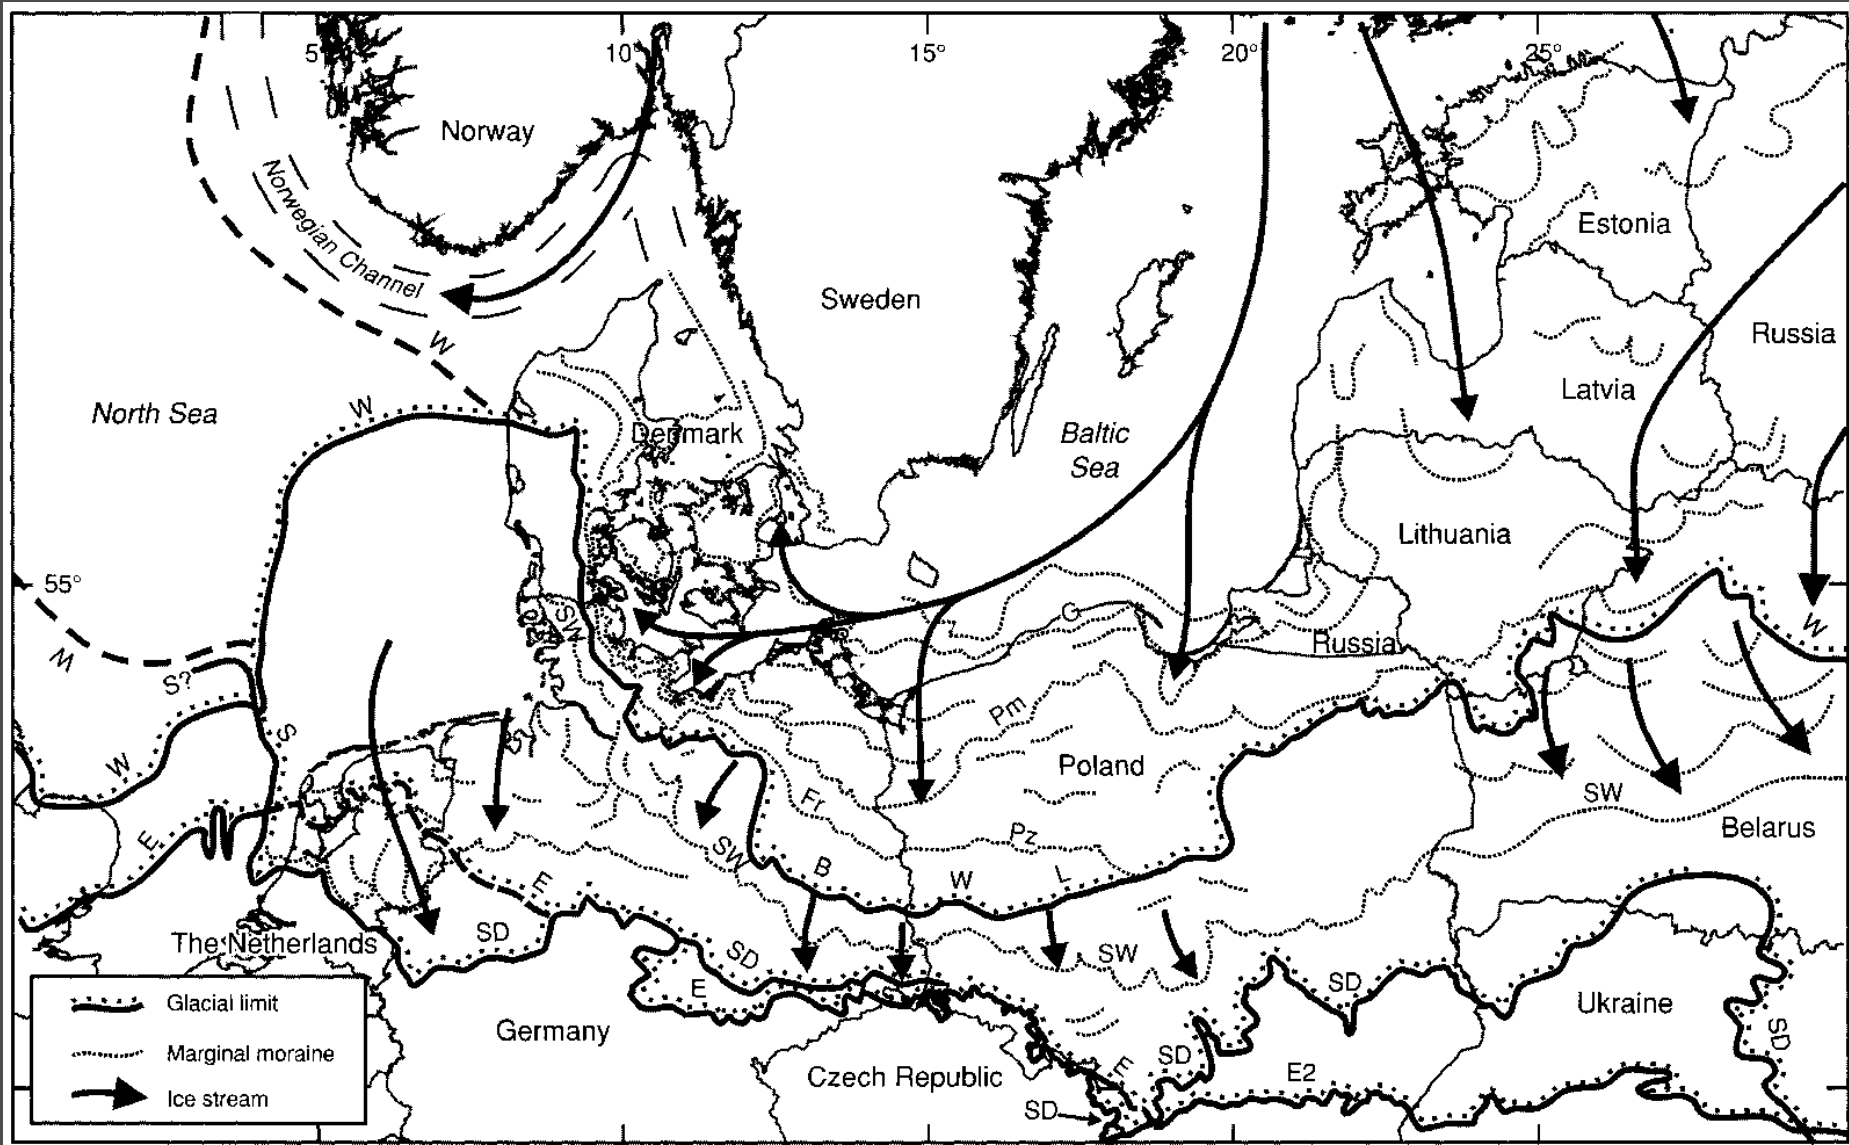 5°
10°
15°
20°
25°
Norway
Norwegian Channel
Estonia
Sweden
Russia
W
Latvia
North Sea
W
Denmark
Baltic
Sea
Lithuania
55°
SW
G
W
Russia
W
S?
Pm
S
W
Poland
SW
Fr
Belarus
E
Pz
SW
B
W
L
E
The Netherlands
SD
SD
SW
SD
E
Ukraine
Glacial limit
Germany
SD
Marginal moraine
SD
E
Czech Republic
E2
Ice stream
SD